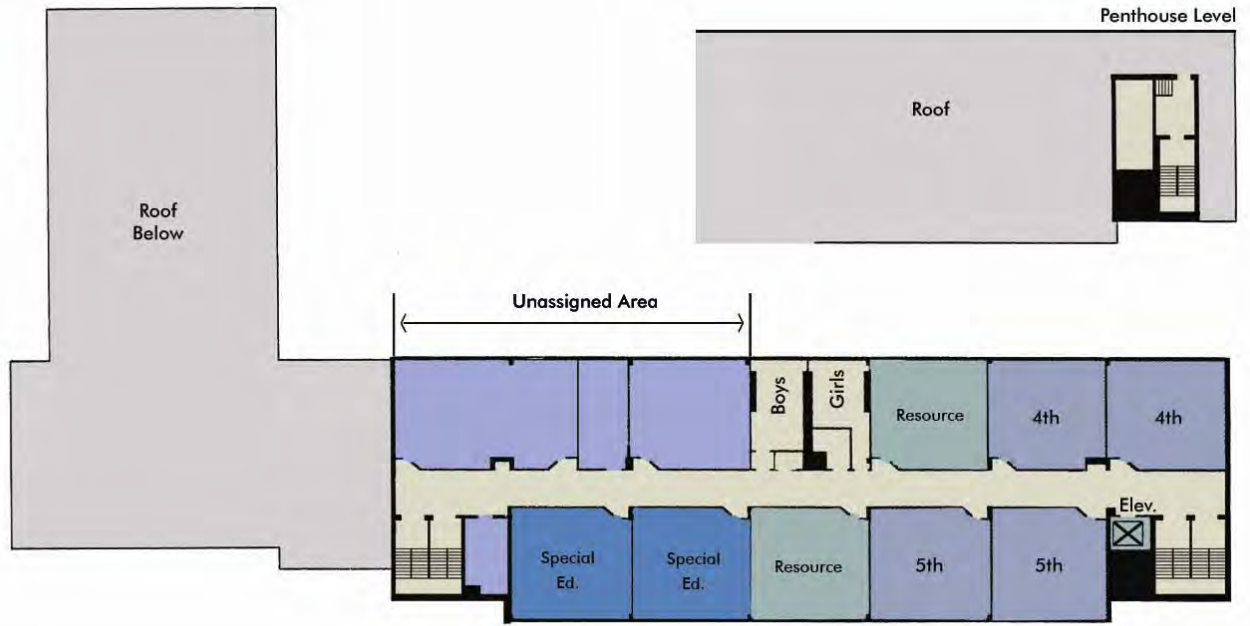 Penthouse Level
Roof
Roof
Below
Unassigned Area
Boys
Girls
Resource
4th
4th
Elev.
Special
Ed.
Special
Ed.
Resource
5th
5th